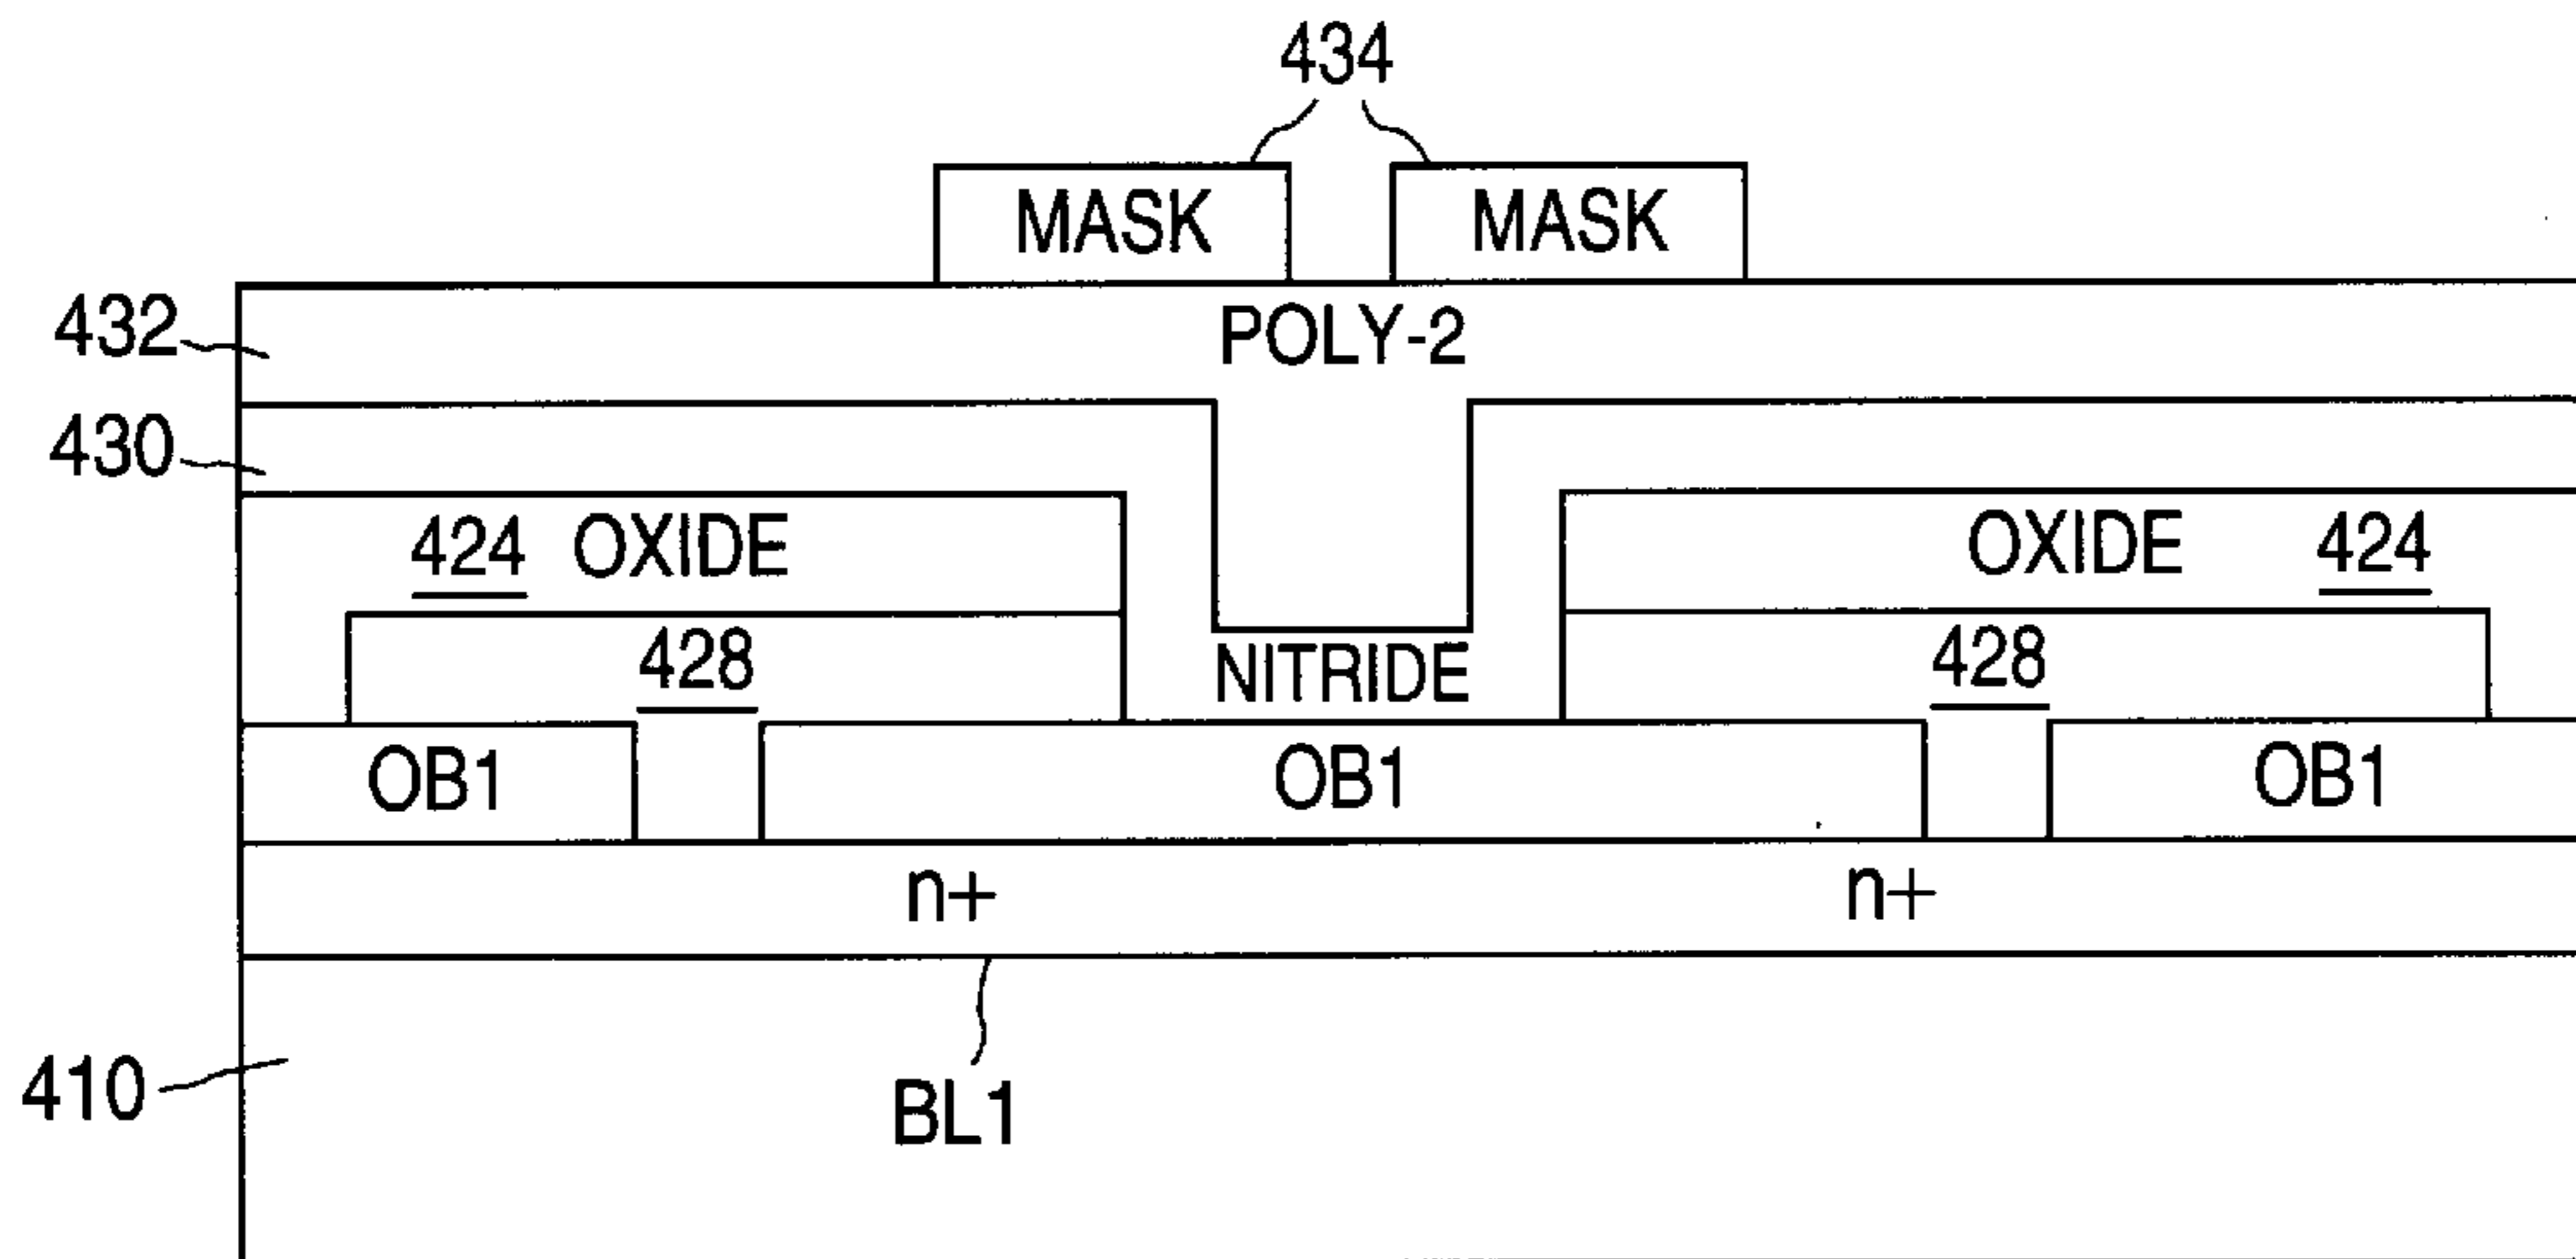 434
MASK MASK
432 POLY-2
430
424 OXIDE OXIDE 424
428 NITRIDE 428
OB1 OB1 OB1
n+ n+
410 BL1